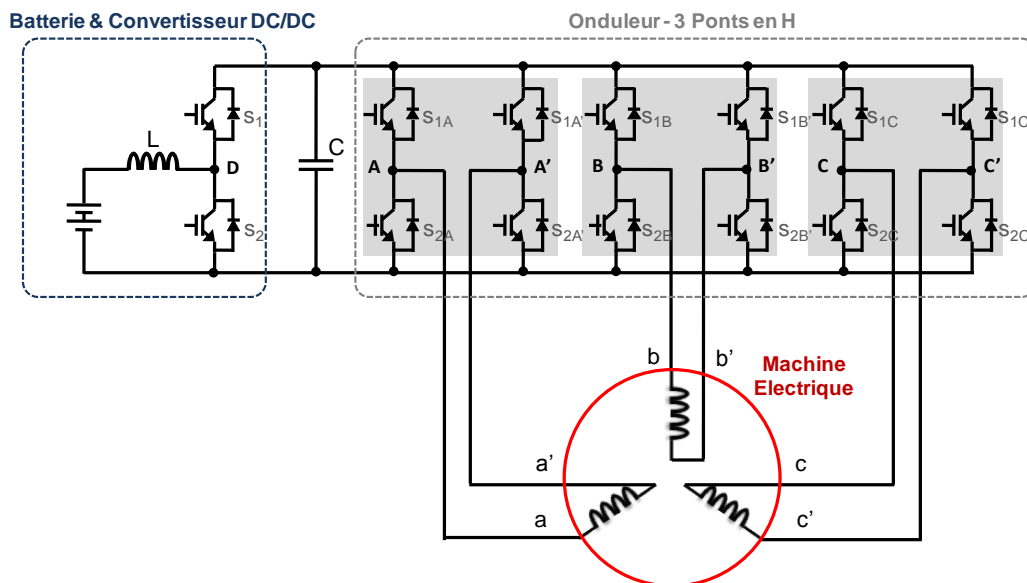 Batterie & Convertisseur DC/DC
Onduleur - 3 Ponts en H
S1
S1A
S1A'
S1B
S1B'
S1C
S1C
L
D
C
A
A'
B
B'
C
C'
S2
S2A
S2A'
S2B
S2B'
S2C
S2C
b
b'
Machine
Electrique
a'
c
a
c'